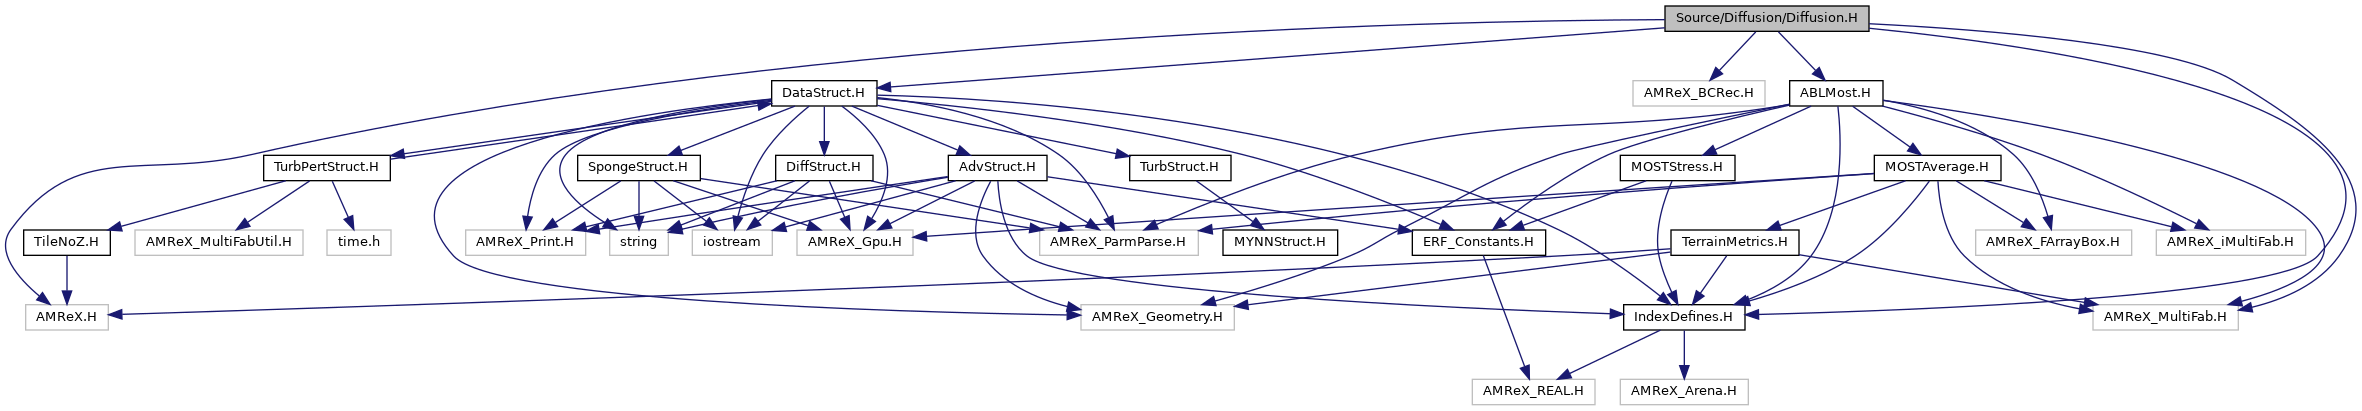 Source/Diffusion/Diffusion.H
DataStruct.H
AMReX_BCRec.H
ABLMost.H
TurbPertStruct.H
SpongeStruct.H
DiffStruct.H
AdvStruct.H
TurbStruct.H
MOSTStress.H
MOSTAverage.H
TileNoZ.H
AMReX_MultiFabUtil.H
time.h
AMReX_Print.H
string
iostream
AMReX_Gpu.H
AMReX_ParmParse.H
MYNNStruct.H
ERF_Constants.H
TerrainMetrics.H
AMReX_FArrayBox.H
AMReX_iMultiFab.H
AMReX.H
AMReX_Geometry.H
IndexDefines.H
AMReX_MultiFab.H
AMReX_REAL.H
AMReX_Arena.H